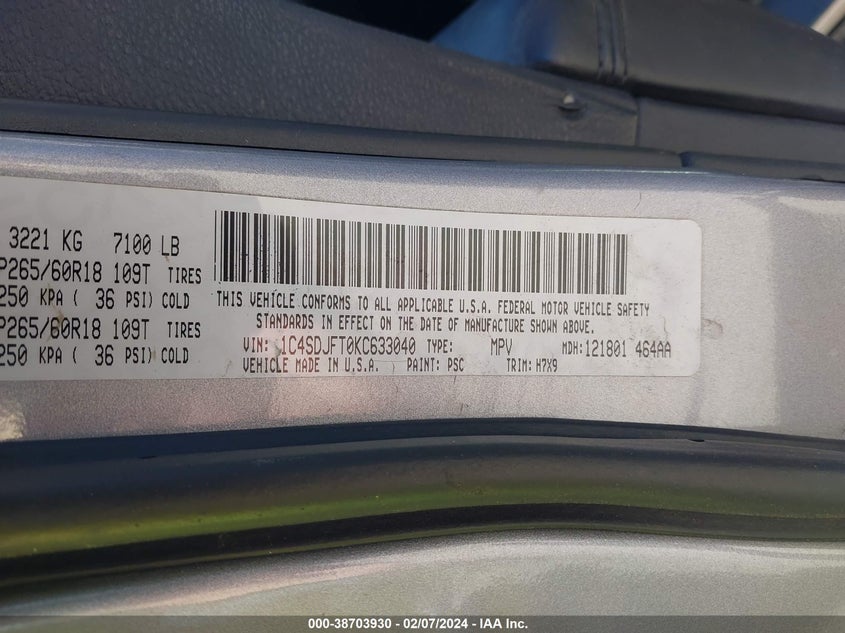 3221 KG 7100 LB
P265/60R18 109T TIRES
250 KPA ( 36 PSI) COLD
P265/60R18 109T TIRES
250 KPA ( 36 PSI) COLD
THIS VEHICLE CONFORMS TO ALL APPLICABLE U.S.A. FEDERAL MOTOR VEHICLE SAFETY
STANDARDS IN EFFECT ON THE DATE OF MANUFACTURE SHOWN ABOVE.
VIN: 1C4SDJFT0KC633040 TYPE: MPV MDH: 121801 464AA
VEHICLE MADE IN U.S.A. PAINT: PSC TRIM: H7X9
000-38703930 - 02/07/2024 - IAA Inc.